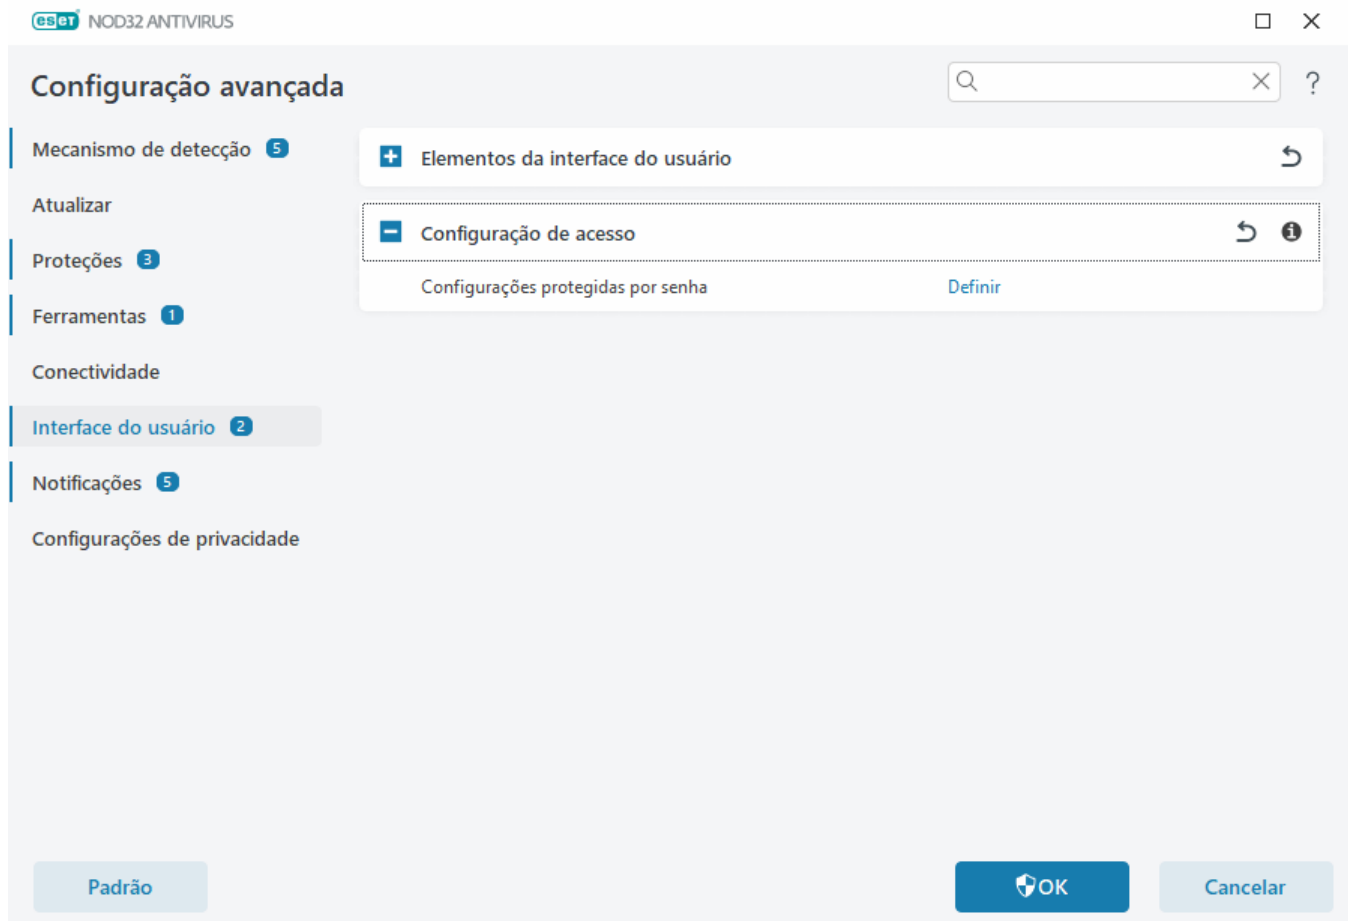 eseT NOD32 ANTIVIRUS
Configuração avançada
?
Mecanismo de detecção 5
Atualizar
Proteções 3
Ferramentas 1
Conectividade
Interface do usuário 2
Notificações 5
Configurações de privacidade
Elementos da interface do usuário
Configuração de acesso
Configurações protegidas por senha Definir
Padrão
OK
Cancelar